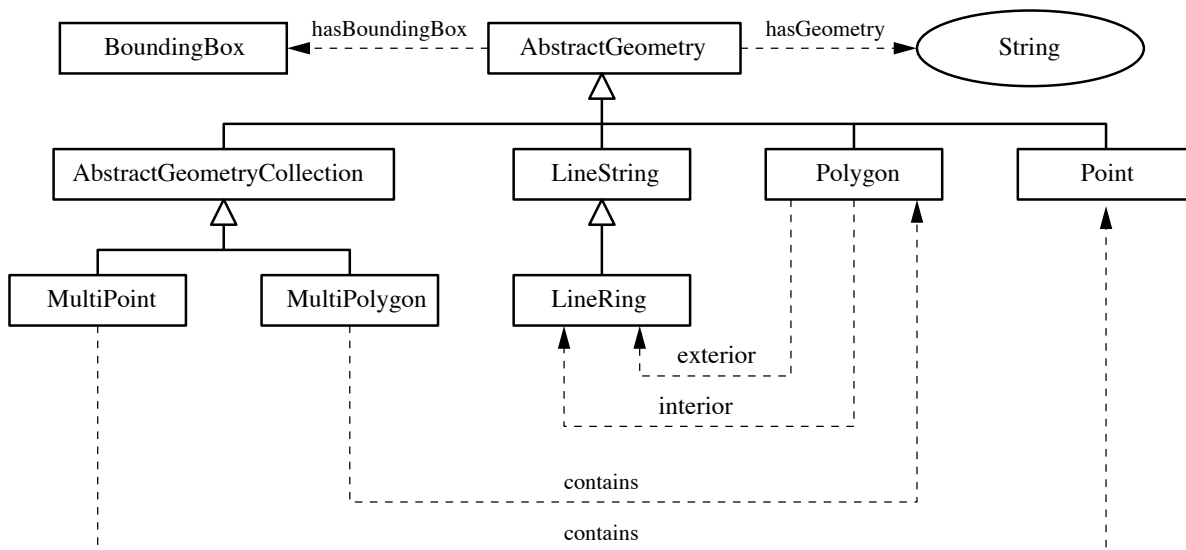 BoundingBox
hasBoundingBox
AbstractGeometry
hasGeometry
String
AbstractGeometryCollection
LineString
Polygon
Point
MultiPoint
MultiPolygon
LineRing
exterior
interior
contains
contains